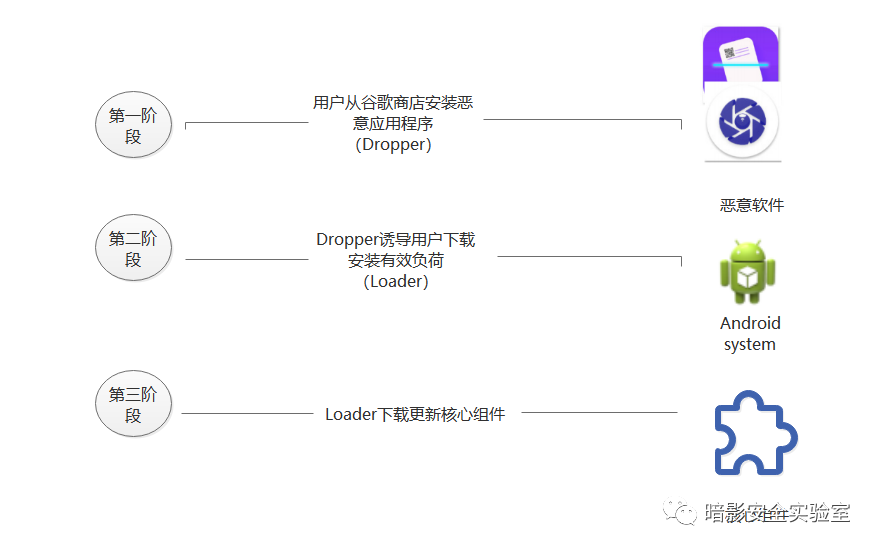 第一阶
段
用户从谷歌商店安装恶
意应用程序
（Dropper）
恶意软件
第二阶
段
Dropper诱导用户下载
安装有效负荷
（Loader）
Android
system
第三阶
段
Loader下载更新核心组件
暗影安全实验室